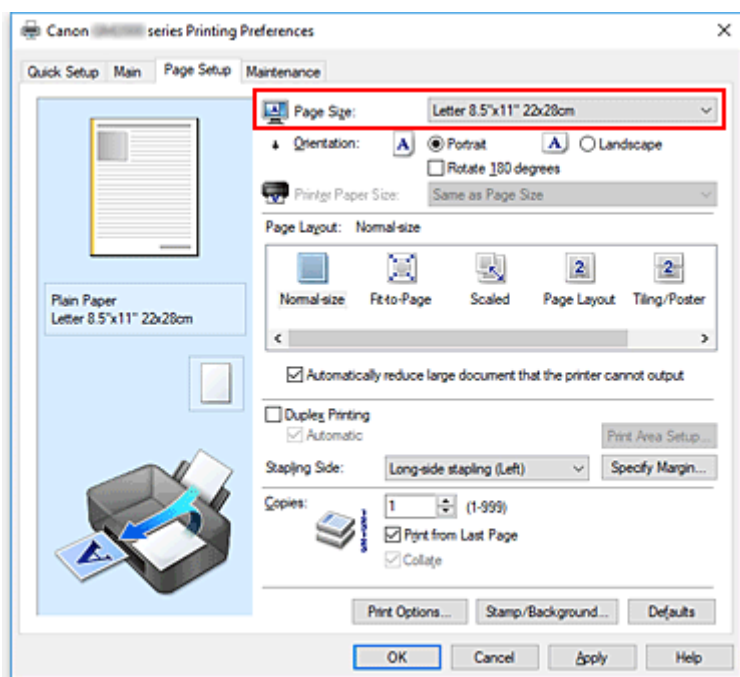 Canon series Printing Preferences
Quick Setup Main Page Setup Maintenance
Page Size: Letter 8.5"x11" 22x28cm
Orientation: A Portrait A Landscape
Rotate 180 degrees
Printer Paper Size: Same as Page Size
Page Layout: Normal-size
2 2
Normal-size Fit-to-Page Scaled Page Layout Tiling/Poster
Plain Paper
Letter 8.5"x11" 22x28cm
Automatically reduce large document that the printer cannot output
Duplex Printing
Automatic
Print Area Setup...
Stapling Side: Long-side stapling (Left) Specify Margin...
Copies: 1 (1-999)
Print from Last Page
Collate
A
Print Options... Stamp/Background... Defaults
OK Cancel Apply Help